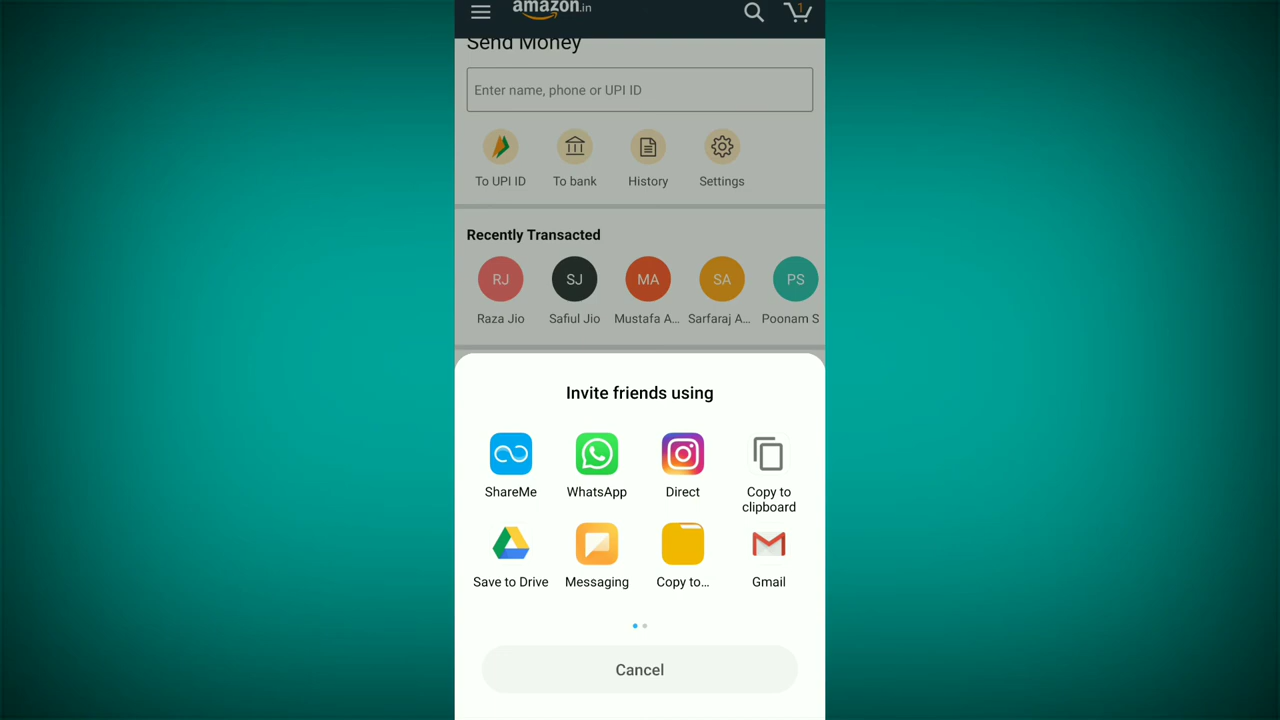 amazon.in
1
Send Money
Enter name, phone or UPI ID
To UPI ID To bank History Settings
Recently Transacted
RJ SJ MA SA PS
Raza Jio Safiul Jio Mustafa A... Sarfaraj A... Poonam S
Invite friends using
ShareMe WhatsApp Direct Copy to
clipboard
Save to Drive Messaging Copy to... Gmail
Cancel